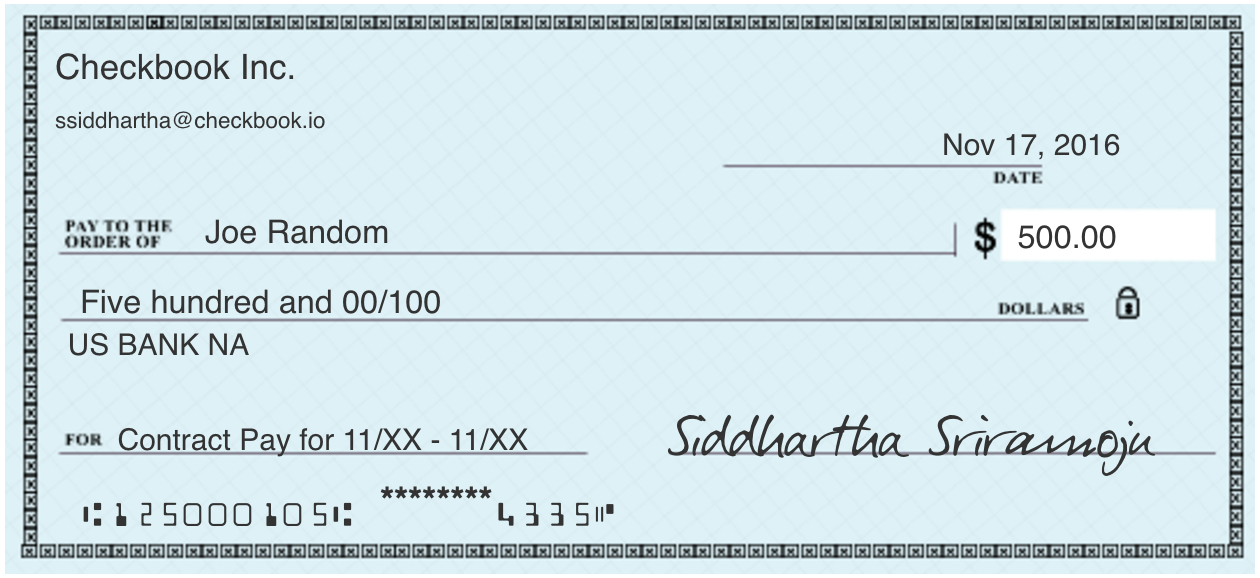 Checkbook Inc.
ssiddhartha@checkbook.io
Nov 17, 2016
DATE
PAY TO THE
ORDER OF Joe Random $ 500.00
Five hundred and 00/100 DOLLARS
US BANK NA
FOR Contract Pay for 11/XX - 11/XX Siddhartha Sriramoju
⑆125000105⑆ ********4335⑈